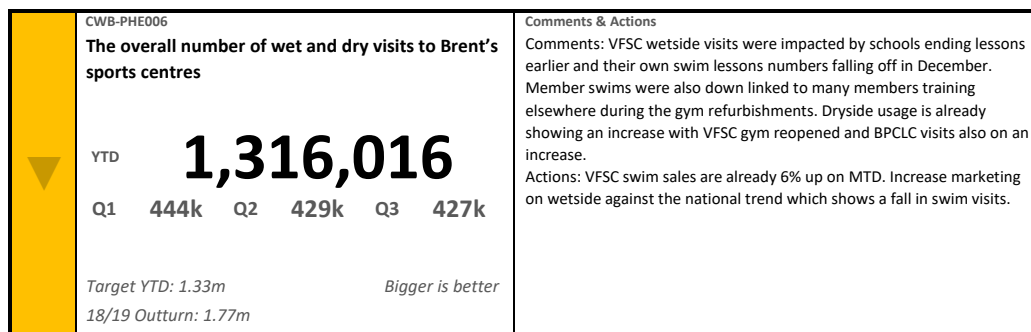 CWB-PHE006
The overall number of wet and dry visits to Brent's
sports centres
YTD 1,316,016
Q1 444k Q2 429k Q3 427k
Target YTD: 1.33m Bigger is better
18/19 Outturn: 1.77m
Comments & Actions
Comments: VFSC wetside visits were impacted by schools ending lessons
earlier and their own swim lessons numbers falling off in December.
Member swims were also down linked to many members training
elsewhere during the gym refurbishments. Dryside usage is already
showing an increase with VFSC gym reopened and BPCLC visits also on an
increase.
Actions: VFSC swim sales are already 6% up on MTD. Increase marketing
on wetside against the national trend which shows a fall in swim visits.